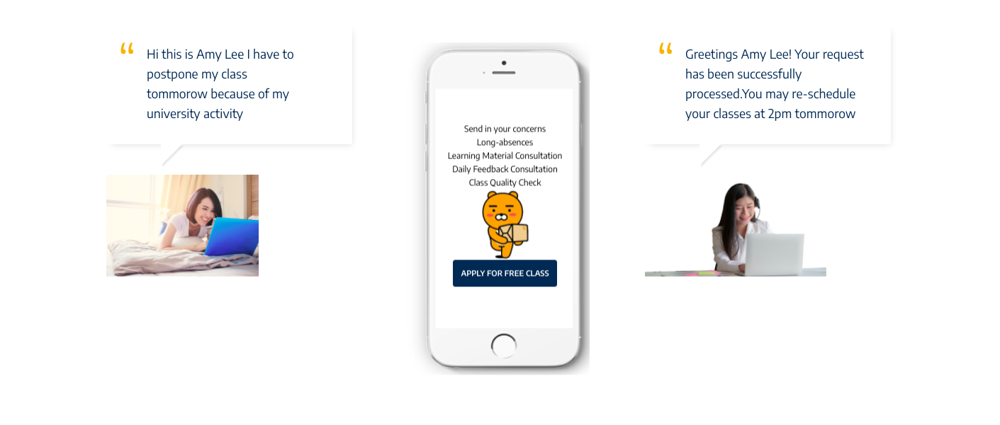 “ Hi this is Amy Lee I have to
postpone my class
tommorow because of my
university activity
Send in your concerns
Long-absences
Learning Material Consultation
Daily Feedback Consultation
Class Quality Check
APPLY FOR FREE CLASS
“ Greetings Amy Lee! Your request
has been successfully
processed.You may re-schedule
your classes at 2pm tommorow